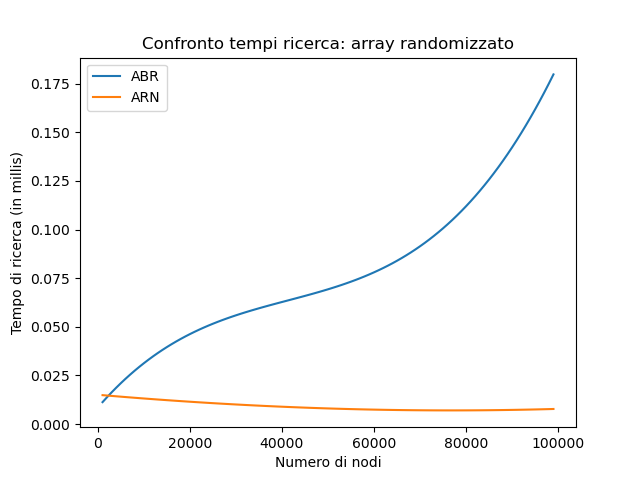 Confronto tempi ricerca: array randomizzato
ABR
ARN
Tempo di ricerca (in millis)
0.175
0.150
0.125
0.100
0.075
0.050
0.025
0.000
0 20000 40000 60000 80000 100000
Numero di nodi